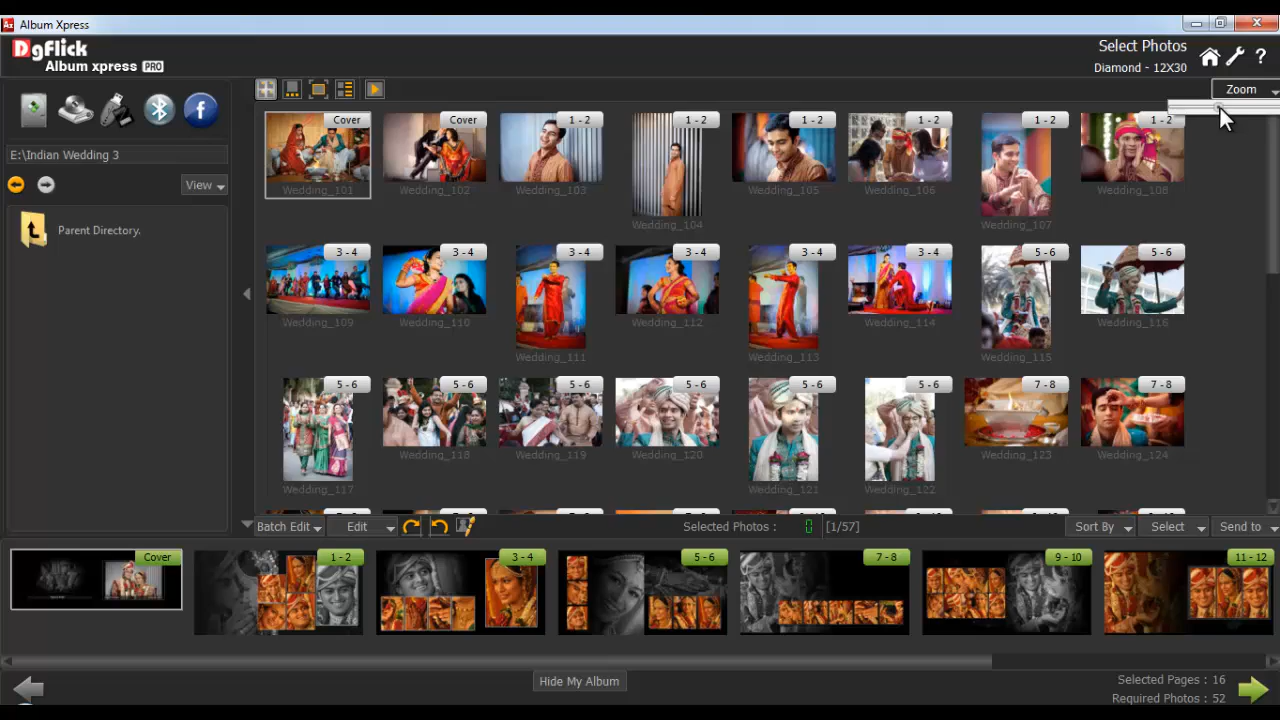 Album Xpress
DgFlick
Album xpress PRO
Select Photos
Diamond - 12X30
Zoom
E:\Indian Wedding 3
View
Parent Directory.
Cover
Cover
1 - 2
1 - 2
1 - 2
1 - 2
1 - 2
1 - 2
Wedding_101
Wedding_102
Wedding_103
Wedding_104
Wedding_105
Wedding_106
Wedding_107
Wedding_108
3 - 4
3 - 4
3 - 4
3 - 4
3 - 4
3 - 4
5 - 6
5 - 6
Wedding_109
Wedding_110
Wedding_111
Wedding_112
Wedding_113
Wedding_114
Wedding_115
Wedding_116
5 - 6
5 - 6
5 - 6
5 - 6
5 - 6
5 - 6
7 - 8
7 - 8
Wedding_117
Wedding_118
Wedding_119
Wedding_120
Wedding_121
Wedding_122
Wedding_123
Wedding_124
Batch Edit
Edit
Selected Photos : 0 [1/57]
Sort By
Select
Send to
Cover
1 - 2
3 - 4
5 - 6
7 - 8
9 - 10
11 - 12
Hide My Album
Selected Pages : 16
Required Photos : 52